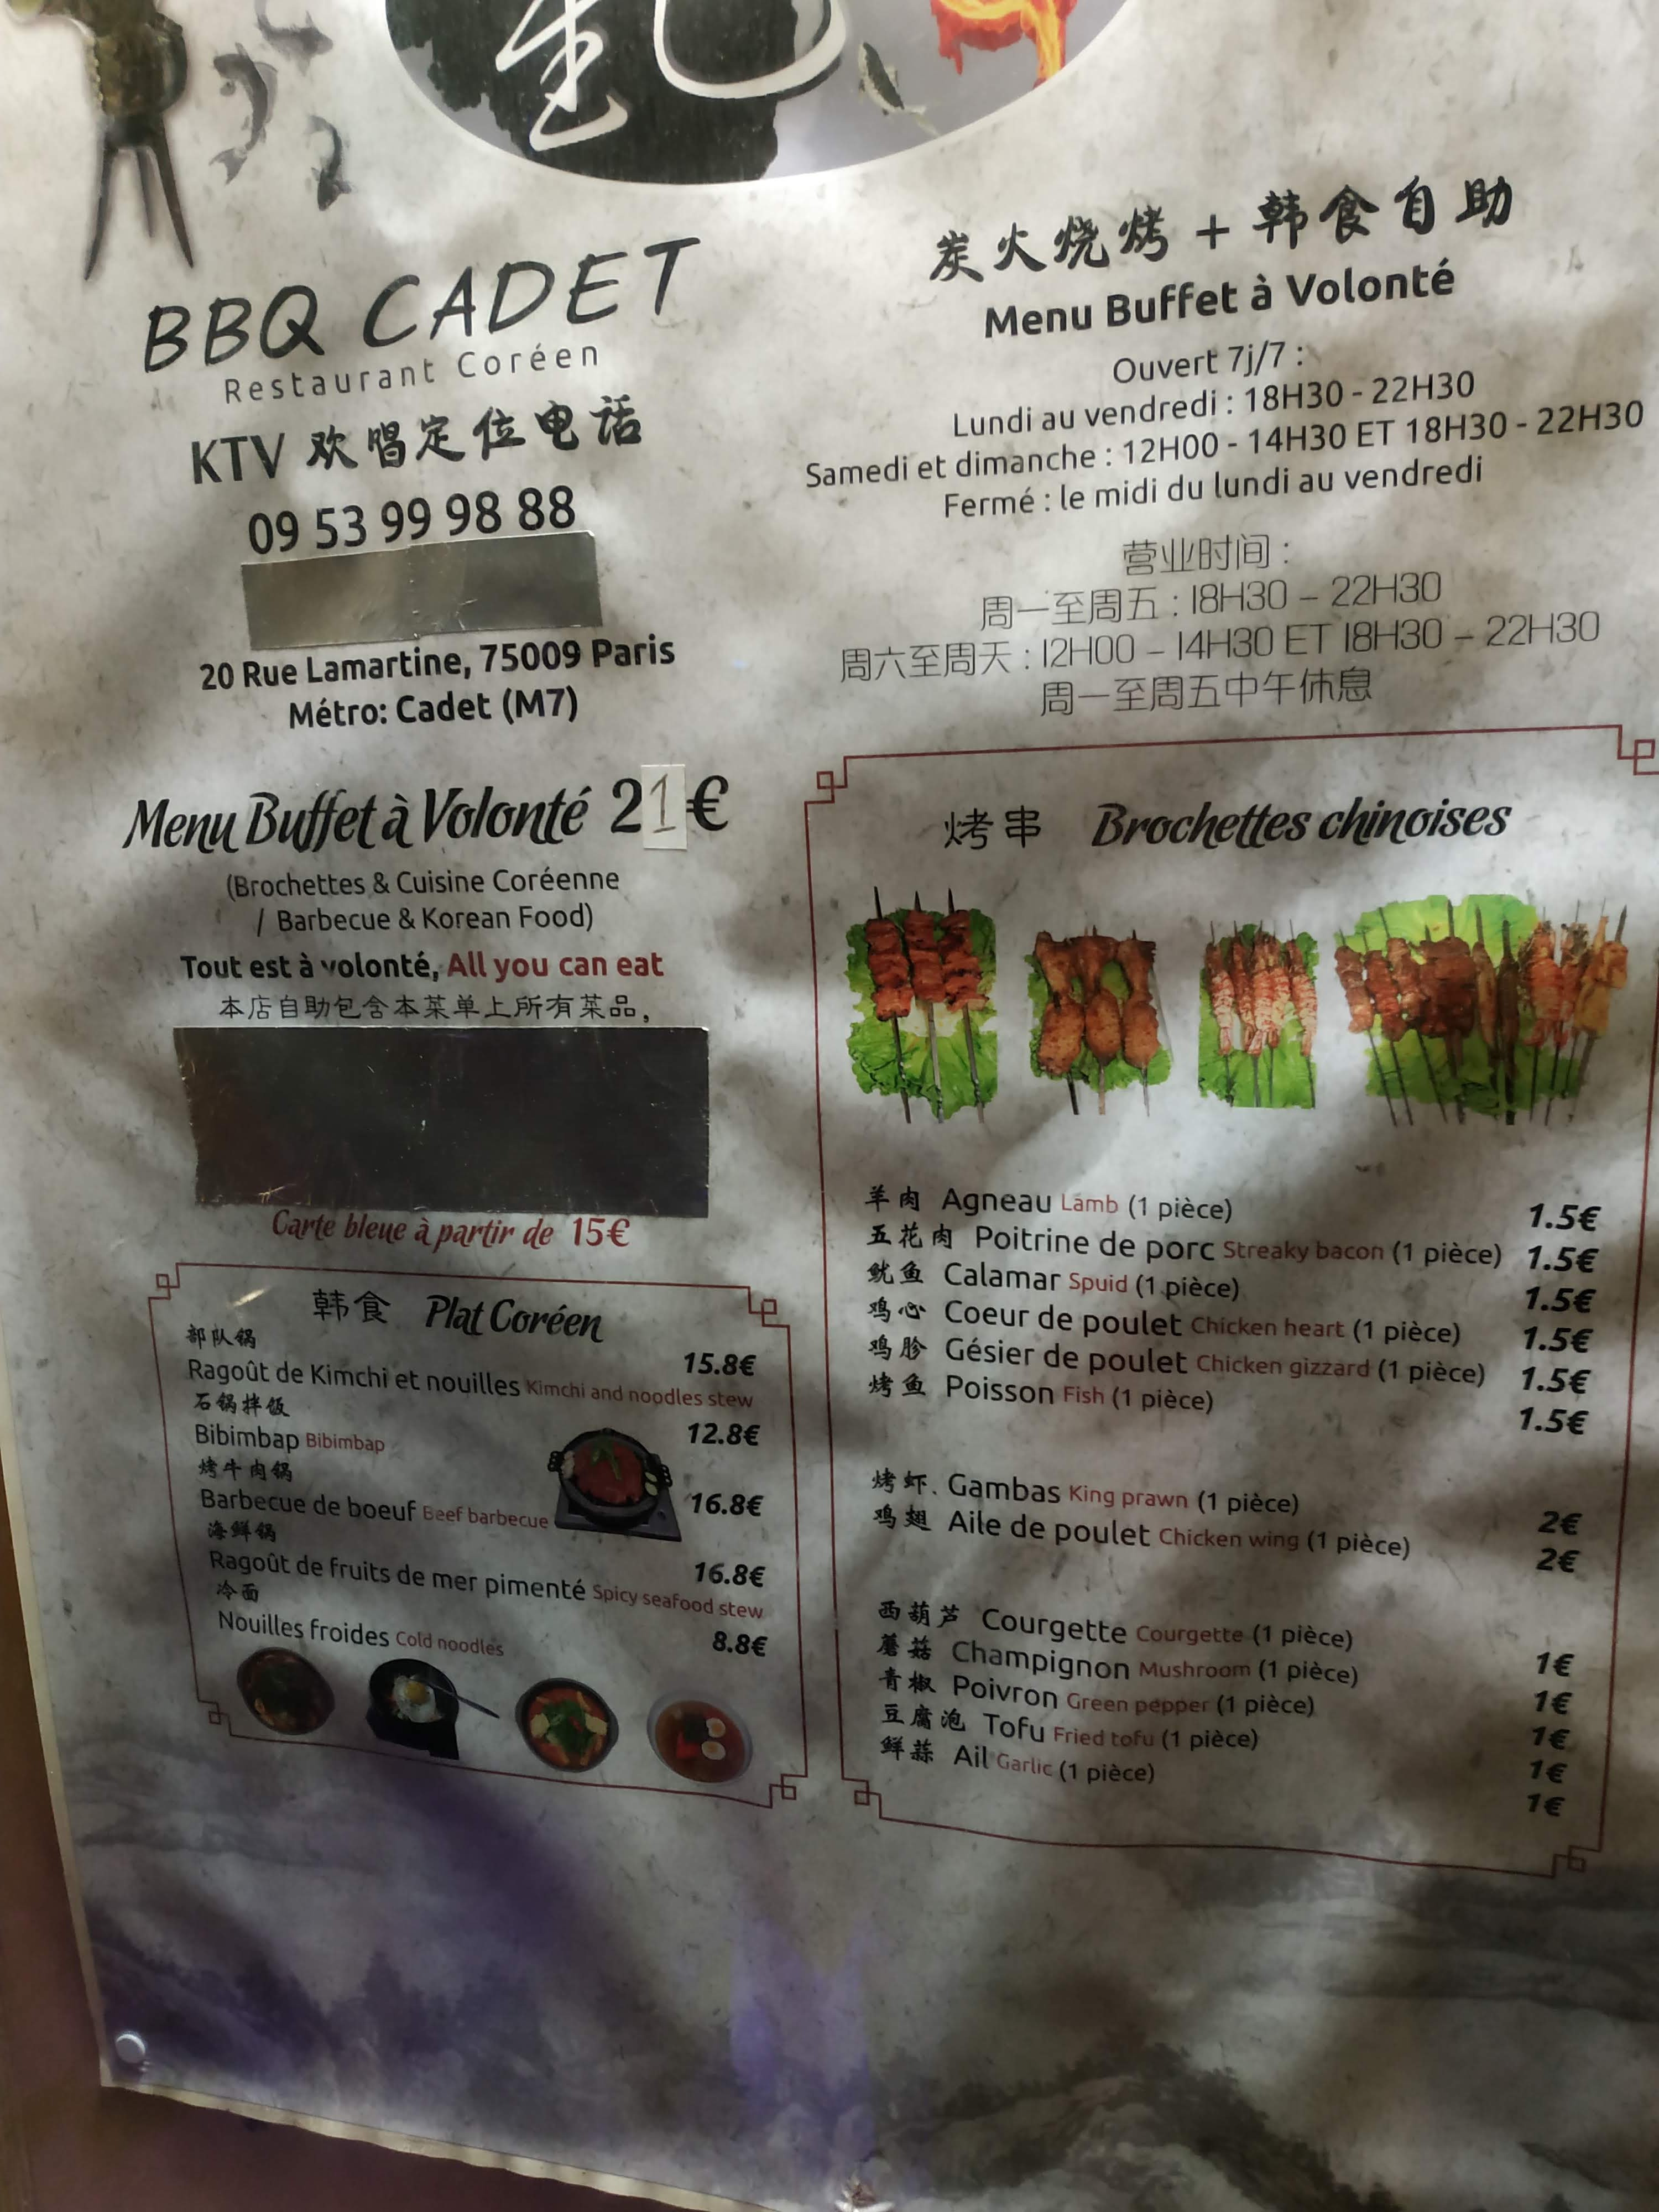 BBQ CADET
Restaurant Coréen
KTV 欢唱定位电话
09 53 99 98 88
20 Rue Lamartine, 75009 Paris
Métro: Cadet (M7)
炭火烧烤 + 韩食自助
Menu Buffet à Volonté
Ouvert 7j/7 :
Lundi au vendredi : 18H30 - 22H30
Samedi et dimanche : 12H00 - 14H30 ET 18H30 - 22H30
Fermé : le midi du lundi au vendredi
营业时间 :
周一至周五 : 18H30 – 22H30
周六至周天 : 12H00 – 14H30 ET 18H30 – 22H30
周一至周五中午休息
Menu Buffet à Volonté 21€
(Brochettes & Cuisine Coréenne
/ Barbecue & Korean Food)
Tout est à volonté, All you can eat
本店自助包含本菜单上所有菜品,
Carte bleue à partir de 15€
韩食 Plat Coréen
部队锅
Ragoût de Kimchi et nouilles Kimchi and noodles stew 15.8€
石锅拌饭
Bibimbap Bibimbap 12.8€
烤牛肉锅
Barbecue de boeuf Beef barbecue 16.8€
海鲜锅
Ragoût de fruits de mer pimenté Spicy seafood stew 16.8€
冷面
Nouilles froides Cold noodles 8.8€
烤串 Brochettes chinoises
羊肉 Agneau Lamb (1 pièce) 1.5€
五花肉 Poitrine de porc Streaky bacon (1 pièce) 1.5€
鱿鱼 Calamar Spuid (1 pièce) 1.5€
鸡心 Coeur de poulet Chicken heart (1 pièce) 1.5€
鸡胗 Gésier de poulet Chicken gizzard (1 pièce) 1.5€
烤鱼 Poisson Fish (1 pièce) 1.5€
烤虾 Gambas King prawn (1 pièce) 2€
鸡翅 Aile de poulet Chicken wing (1 pièce) 2€
西葫芦 Courgette Courgette (1 pièce) 1€
蘑菇 Champignon Mushroom (1 pièce) 1€
青椒 Poivron Green pepper (1 pièce) 1€
豆腐泡 Tofu Fried tofu (1 pièce) 1€
鲜蒜 Ail Garlic (1 pièce) 1€